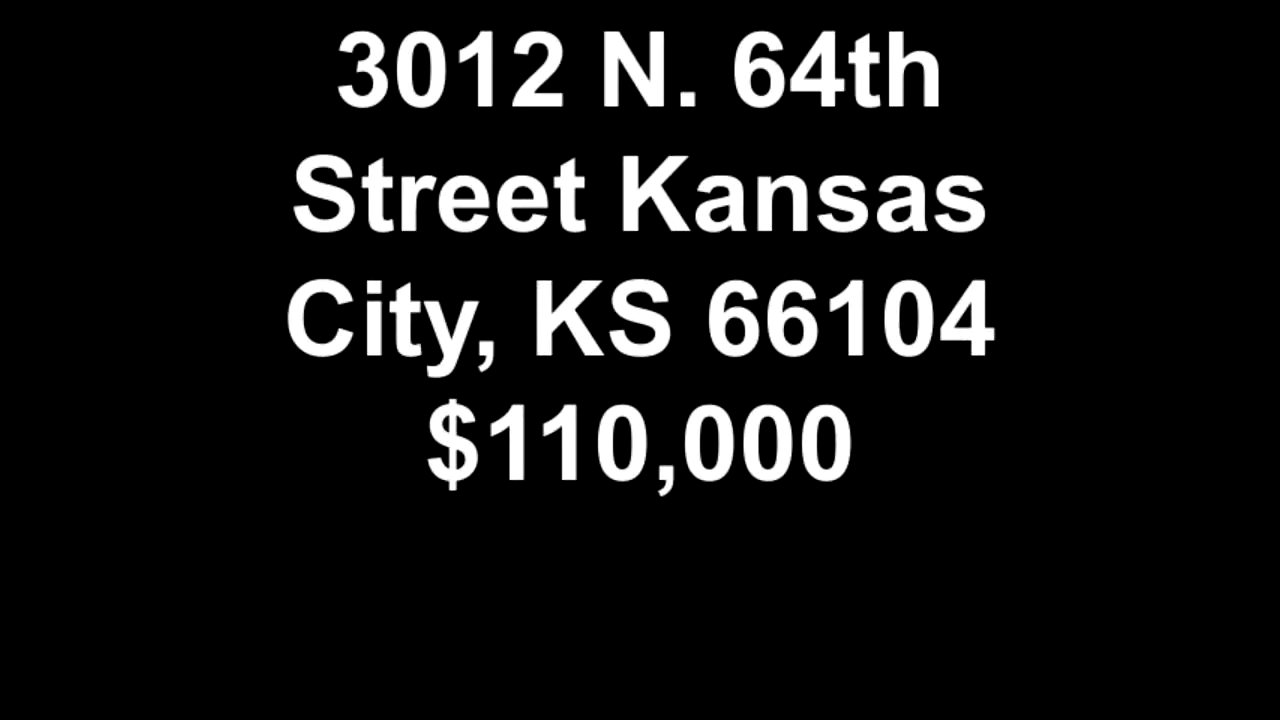 3012 N. 64th
Street Kansas
City, KS 66104
$110,000